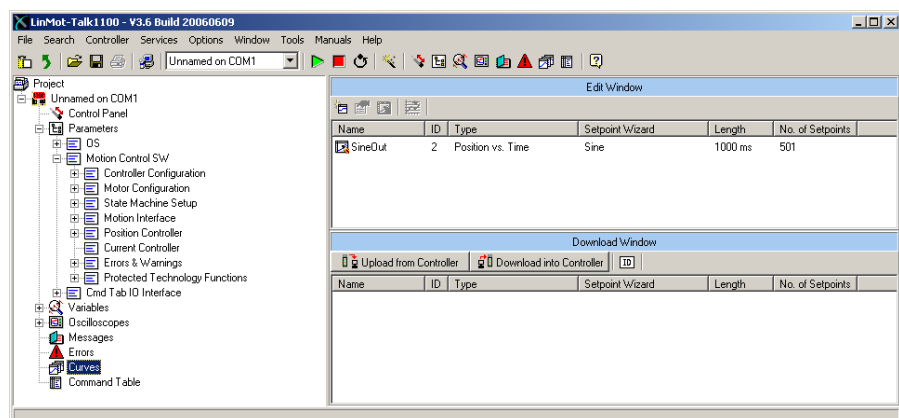 LinMot-Talk1100 - V3.6 Build 20060609
File Search Controller Services Options Window Tools Manuals Help
Unnamed on COM1
Project
Unnamed on COM1
Control Panel
Parameters
OS
Motion Control SW
Controller Configuration
Motor Configuration
State Machine Setup
Motion Interface
Position Controller
Current Controller
Errors & Warnings
Protected Technology Functions
Cmd Tab IO Interface
Variables
Oscilloscopes
Messages
Errors
Curves
Command Table
Edit Window
Name ID Type Setpoint Wizard Length No. of Setpoints
SineOut 2 Position vs. Time Sine 1000 ms 501
Download Window
Upload from Controller Download into Controller ID
Name ID Type Setpoint Wizard Length No. of Setpoints